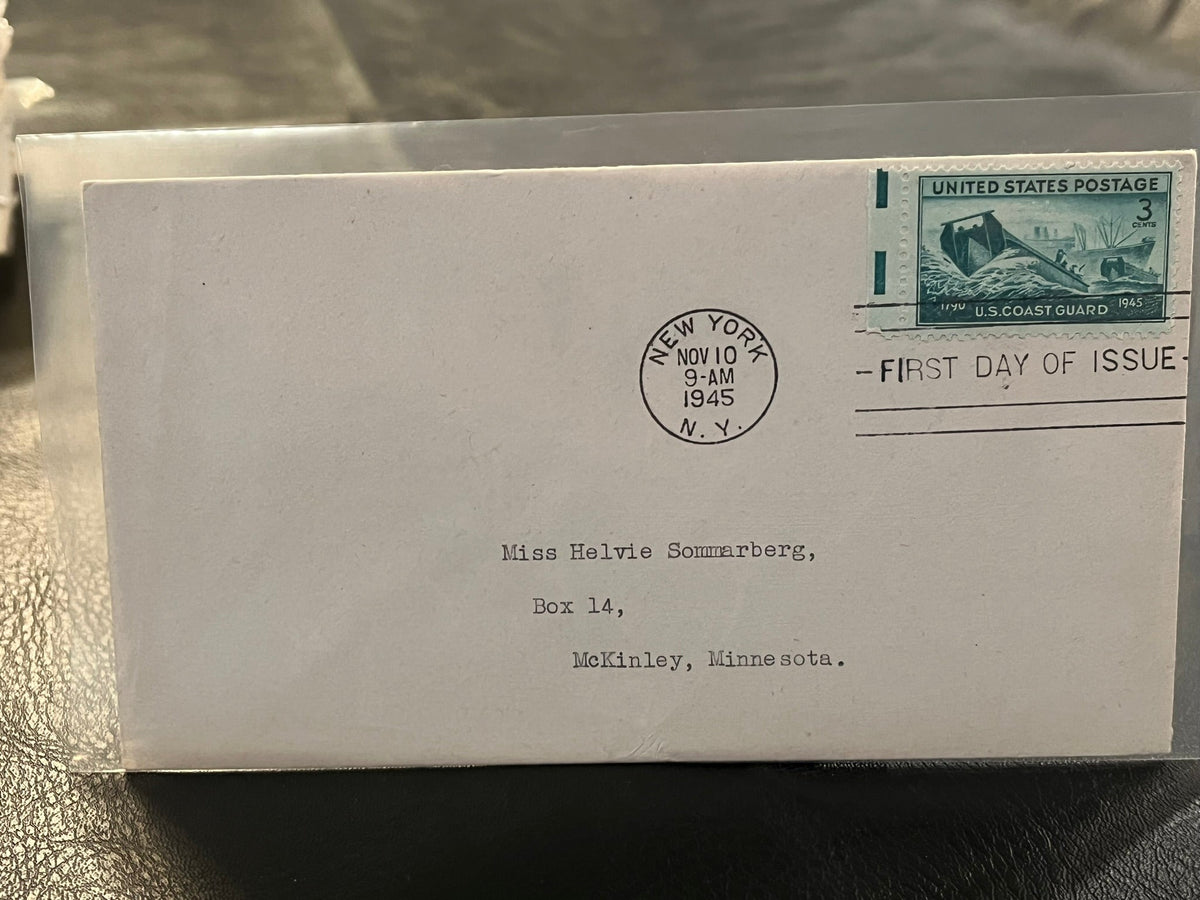 UNITED STATES POSTAGE
3
CENTS
1790 U.S. COAST GUARD 1945
NEW YORK
NOV 10
9-AM
1945
N. Y.
- FIRST DAY OF ISSUE -
Miss Helvie Sommarberg,
Box 14,
McKinley, Minnesota.